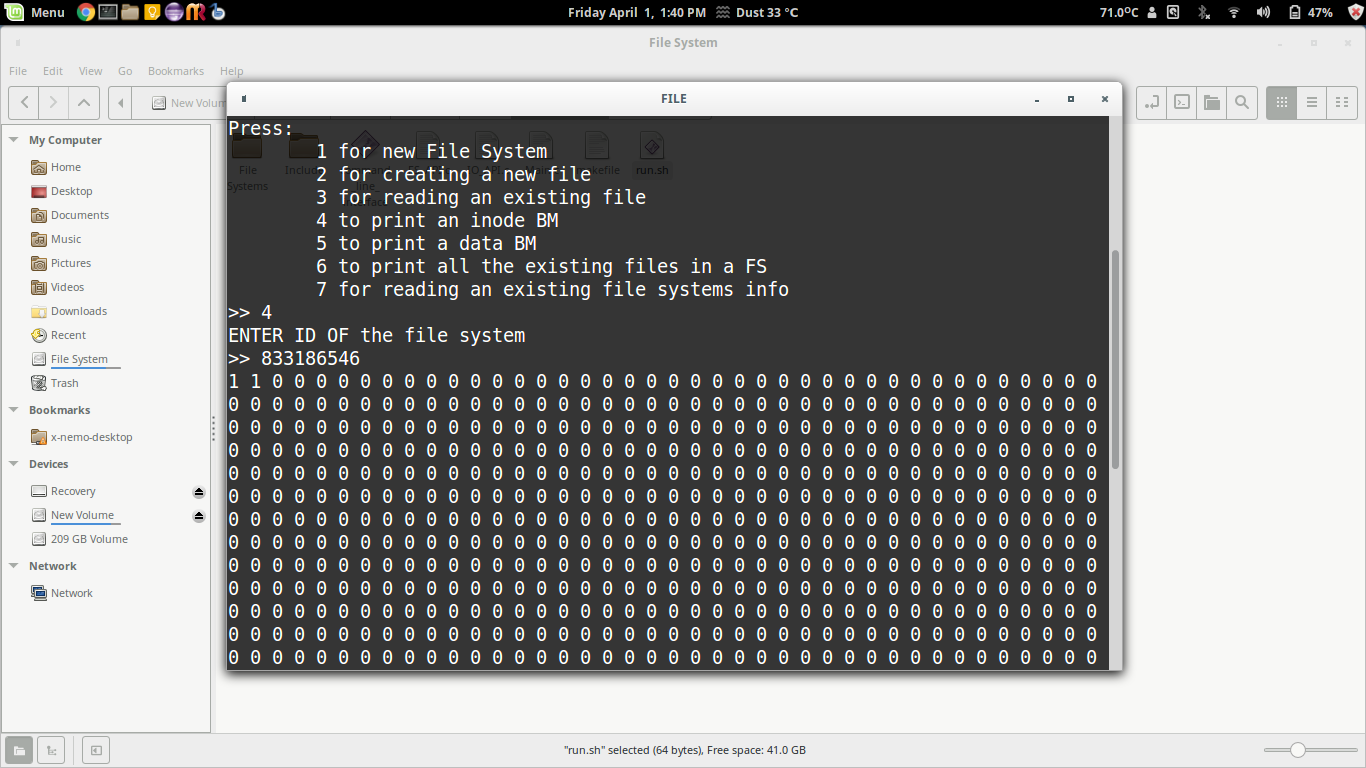 Menu
Friday April 1, 1:40 PM
Dust 33 °C
71.0°C
47%
File System
File Edit View Go Bookmarks Help
New Volum
My Computer
Home
Desktop
Documents
Music
Pictures
Videos
Downloads
Recent
File System
Trash
Bookmarks
x-nemo-desktop
Devices
Recovery
New Volume
209 GB Volume
Network
Network
FILE
File Systems
run.sh
Press:
1 for new File System
2 for creating a new file
3 for reading an existing file
4 to print an inode BM
5 to print a data BM
6 to print all the existing files in a FS
7 for reading an existing file systems info
>> 4
ENTER ID OF the file system
>> 833186546
1 1 0 0 0 0 0 0 0 0 0 0 0 0 0 0 0 0 0 0 0 0 0 0 0 0 0 0 0 0 0 0 0 0 0 0 0 0 0 0
0 0 0 0 0 0 0 0 0 0 0 0 0 0 0 0 0 0 0 0 0 0 0 0 0 0 0 0 0 0 0 0 0 0 0 0 0 0 0 0
0 0 0 0 0 0 0 0 0 0 0 0 0 0 0 0 0 0 0 0 0 0 0 0 0 0 0 0 0 0 0 0 0 0 0 0 0 0 0 0
0 0 0 0 0 0 0 0 0 0 0 0 0 0 0 0 0 0 0 0 0 0 0 0 0 0 0 0 0 0 0 0 0 0 0 0 0 0 0 0
0 0 0 0 0 0 0 0 0 0 0 0 0 0 0 0 0 0 0 0 0 0 0 0 0 0 0 0 0 0 0 0 0 0 0 0 0 0 0 0
0 0 0 0 0 0 0 0 0 0 0 0 0 0 0 0 0 0 0 0 0 0 0 0 0 0 0 0 0 0 0 0 0 0 0 0 0 0 0 0
0 0 0 0 0 0 0 0 0 0 0 0 0 0 0 0 0 0 0 0 0 0 0 0 0 0 0 0 0 0 0 0 0 0 0 0 0 0 0 0
0 0 0 0 0 0 0 0 0 0 0 0 0 0 0 0 0 0 0 0 0 0 0 0 0 0 0 0 0 0 0 0 0 0 0 0 0 0 0 0
0 0 0 0 0 0 0 0 0 0 0 0 0 0 0 0 0 0 0 0 0 0 0 0 0 0 0 0 0 0 0 0 0 0 0 0 0 0 0 0
0 0 0 0 0 0 0 0 0 0 0 0 0 0 0 0 0 0 0 0 0 0 0 0 0 0 0 0 0 0 0 0 0 0 0 0 0 0 0 0
0 0 0 0 0 0 0 0 0 0 0 0 0 0 0 0 0 0 0 0 0 0 0 0 0 0 0 0 0 0 0 0 0 0 0 0 0 0 0 0
0 0 0 0 0 0 0 0 0 0 0 0 0 0 0 0 0 0 0 0 0 0 0 0 0 0 0 0 0 0 0 0 0 0 0 0 0 0 0 0
0 0 0 0 0 0 0 0 0 0 0 0 0 0 0 0 0 0 0 0 0 0 0 0 0 0 0 0 0 0 0 0 0 0 0 0 0 0 0 0
"run.sh" selected (64 bytes), Free space: 41.0 GB